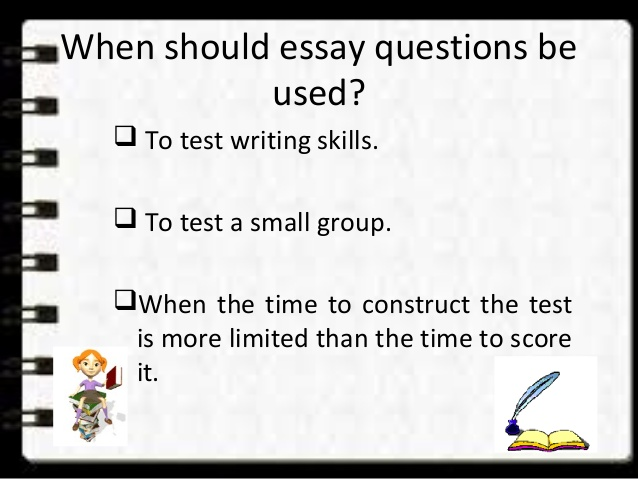 When should essay questions be
used?
To test writing skills.
To test a small group.
When the time to construct the test
is more limited than the time to score
it.